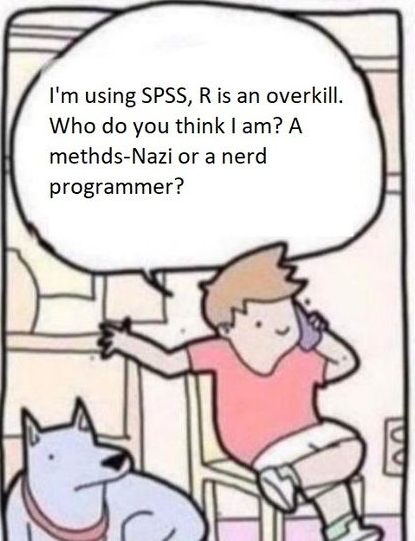 I'm using SPSS, R is an overkill.
Who do you think I am? A
methds-Nazi or a nerd
programmer?